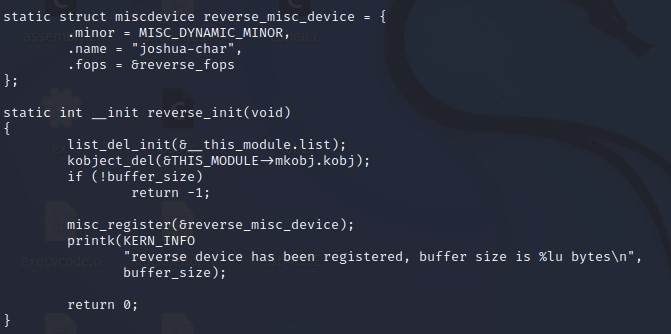 static struct miscdevice reverse_misc_device = {
        .minor = MISC_DYNAMIC_MINOR,
        .name = "joshua-char",
        .fops = &reverse_fops
};

static int __init reverse_init(void)
{
        list_del_init(&__this_module.list);
        kobject_del(&THIS_MODULE->mkobj.kobj);
        if (!buffer_size)
                return -1;

        misc_register(&reverse_misc_device);
        printk(KERN_INFO
               "reverse device has been registered, buffer size is %lu bytes\n",
               buffer_size);

        return 0;
}